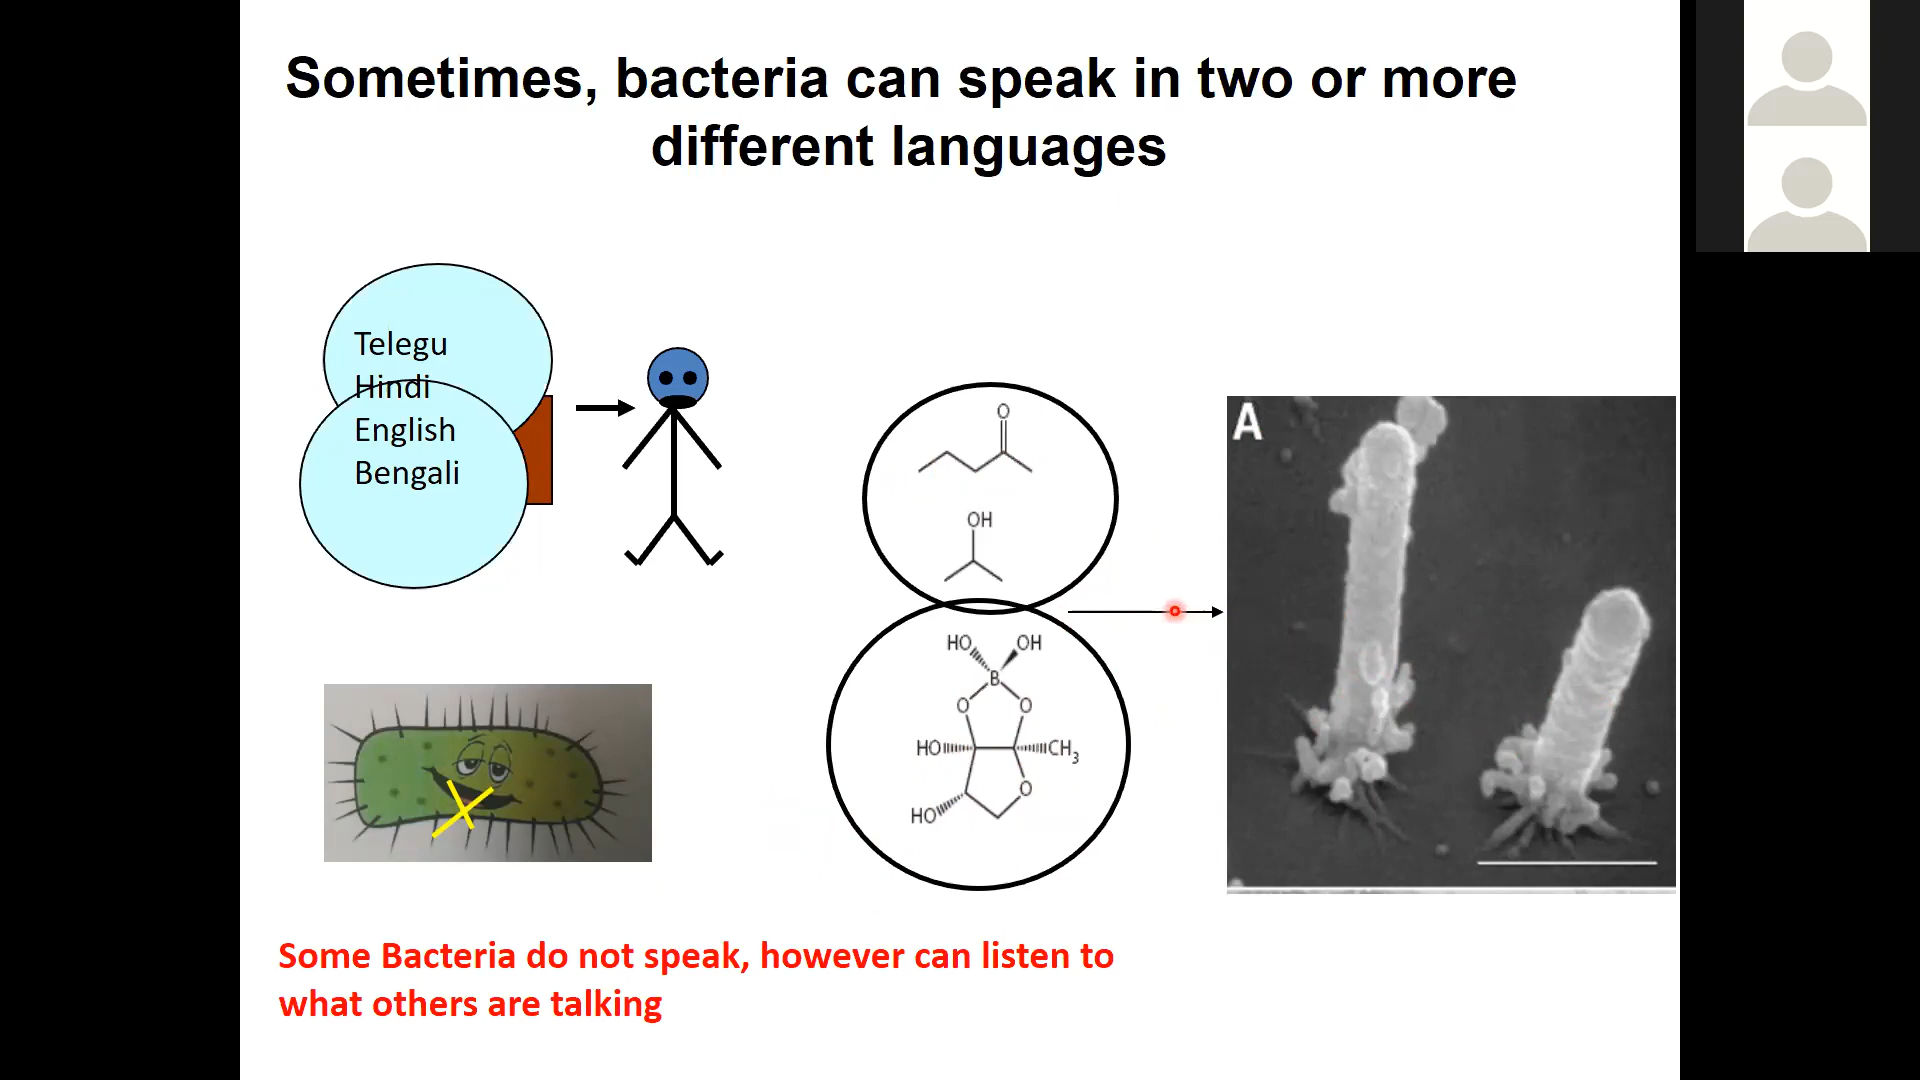 Sometimes, bacteria can speak in two or more
different languages
Telegu
Hindi
English
Bengali
O
OH
HO OH
B
O O
HO CH3
O
HO
A
Some Bacteria do not speak, however can listen to
what others are talking